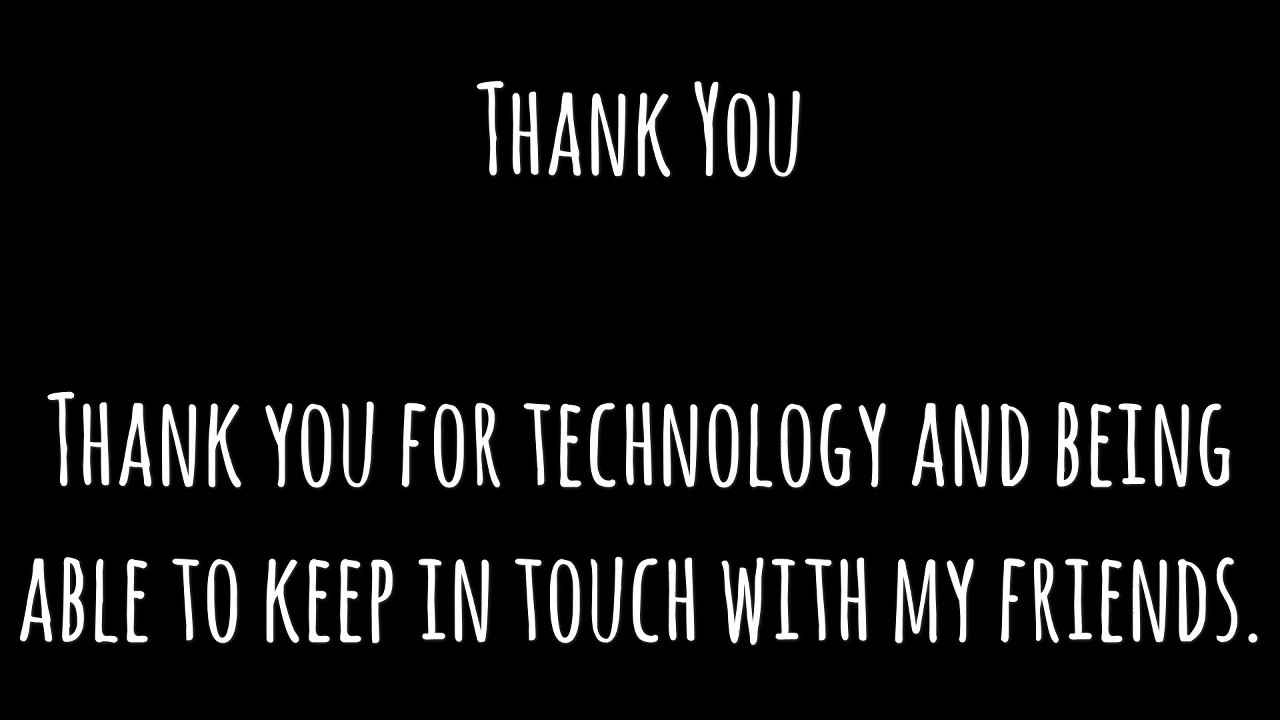 Thank You
Thank you for technology and being
able to keep in touch with my friends.